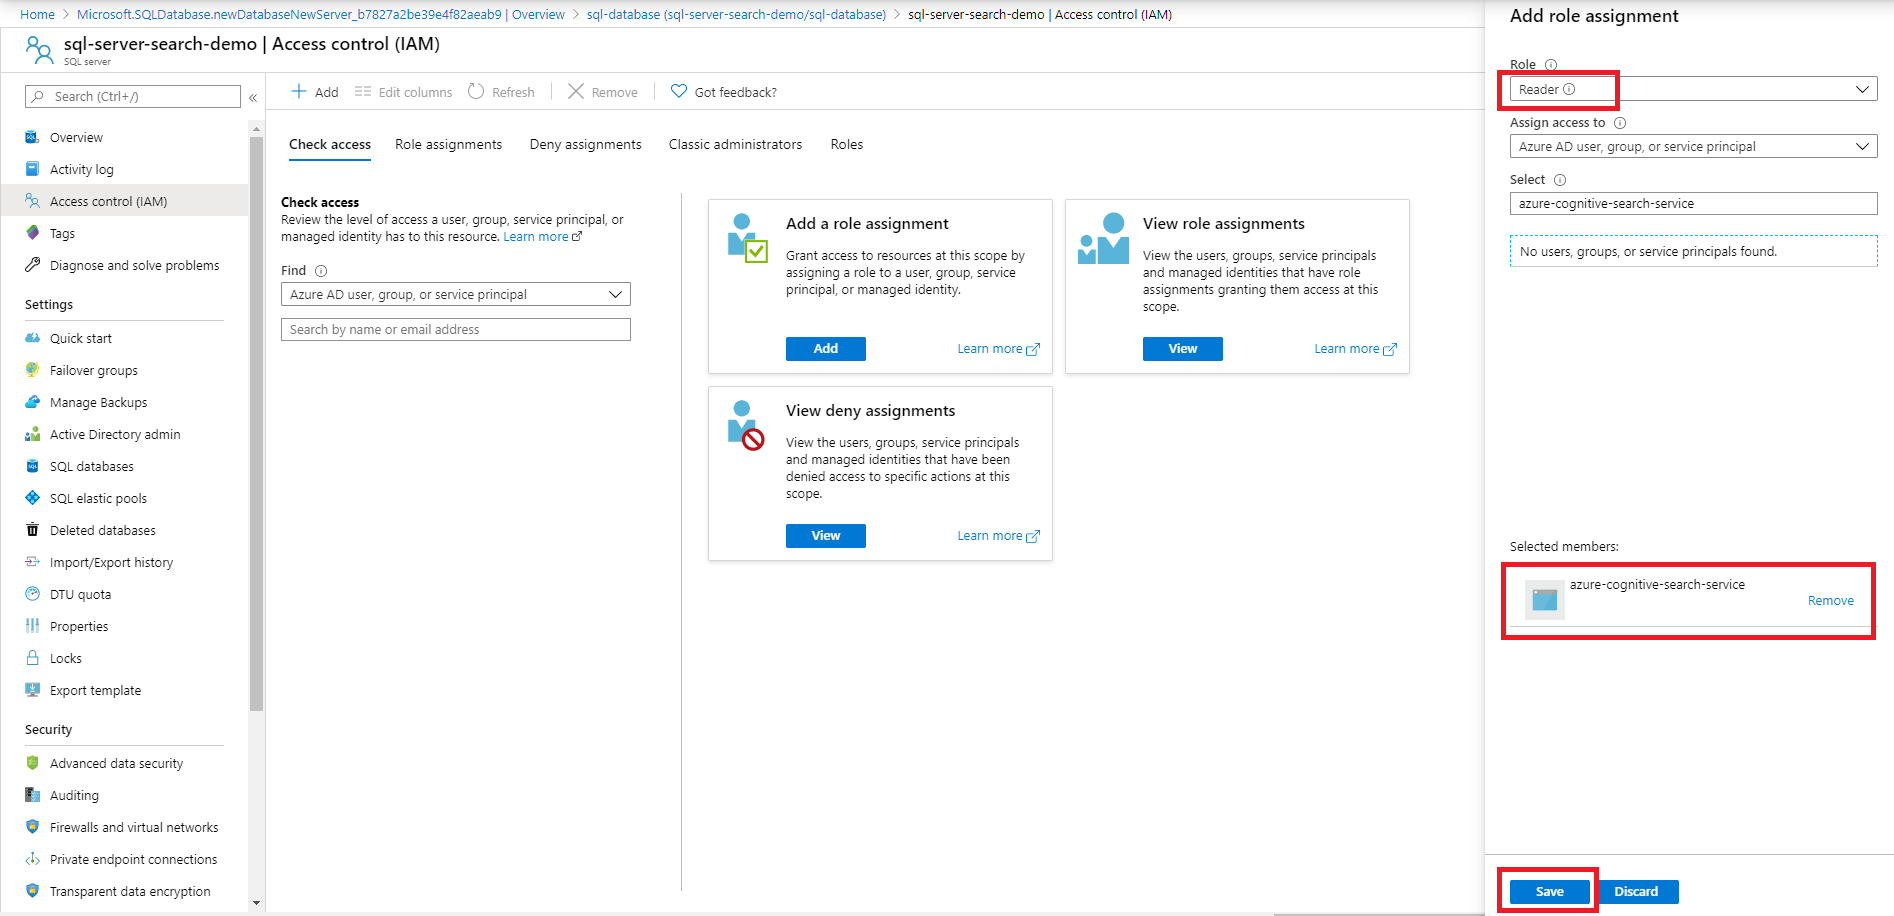 Home > Microsoft.SQLDatabase.newDatabaseNewServer_b7827a2be39e4f82aeab9 | Overview > sql-database (sql-server-search-demo/sql-database) > sql-server-search-demo | Access control (IAM)
sql-server-search-demo | Access control (IAM)
SQL server
Search (Ctrl+/)
«
Overview
Activity log
Access control (IAM)
Tags
Diagnose and solve problems
Settings
Quick start
Failover groups
Manage Backups
Active Directory admin
SQL databases
SQL elastic pools
Deleted databases
Import/Export history
DTU quota
Properties
Locks
Export template
Security
Advanced data security
Auditing
Firewalls and virtual networks
Private endpoint connections
Transparent data encryption
Add Edit columns Refresh Remove Got feedback?
Check access Role assignments Deny assignments Classic administrators Roles
Check access
Review the level of access a user, group, service principal, or
managed identity has to this resource. Learn more
Find
Azure AD user, group, or service principal
Search by name or email address
Add a role assignment
Grant access to resources at this scope by
assigning a role to a user, group, service
principal, or managed identity.
Add Learn more
View role assignments
View the users, groups, service principals
and managed identities that have role
assignments granting them access at this
scope.
View Learn more
View deny assignments
View the users, groups, service principals
and managed identities that have been
denied access to specific actions at this
scope.
View Learn more
Add role assignment
Role
Reader
Assign access to
Azure AD user, group, or service principal
Select
azure-cognitive-search-service
No users, groups, or service principals found.
Selected members:
azure-cognitive-search-service
Remove
Save Discard